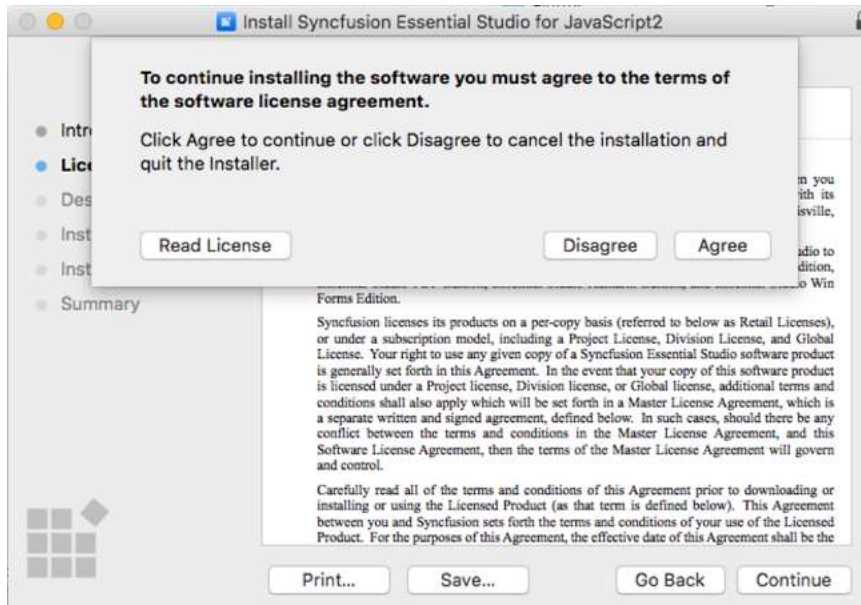 Install Syncfusion Essential Studio for JavaScript2
To continue installing the software you must agree to the terms of
the software license agreement.
Click Agree to continue or click Disagree to cancel the installation and
quit the Installer.
Read License
Disagree
Agree
Summary
Forms Edition.
Syncfusion licenses its products on a per-copy basis (referred to below as Retail Licenses),
or under a subscription model, including a Project License, Division License, and Global
License. Your right to use any given copy of a Syncfusion Essential Studio software product
is generally set forth in this Agreement. In the event that your copy of this software product
is licensed under a Project license, Division license, or Global license, additional terms and
conditions shall also apply which will be set forth in a Master License Agreement, which is
a separate written and signed agreement, defined below. In such cases, should there be any
conflict between the terms and conditions in the Master License Agreement, and this
Software License Agreement, then the terms of the Master License Agreement will govern
and control.
Carefully read all of the terms and conditions of this Agreement prior to downloading or
installing or using the Licensed Product (as that term is defined below). This Agreement
between you and Syncfusion sets forth the terms and conditions of your use of the Licensed
Product. For the purposes of this Agreement, the effective date of this Agreement shall be the
Print...
Save...
Go Back
Continue